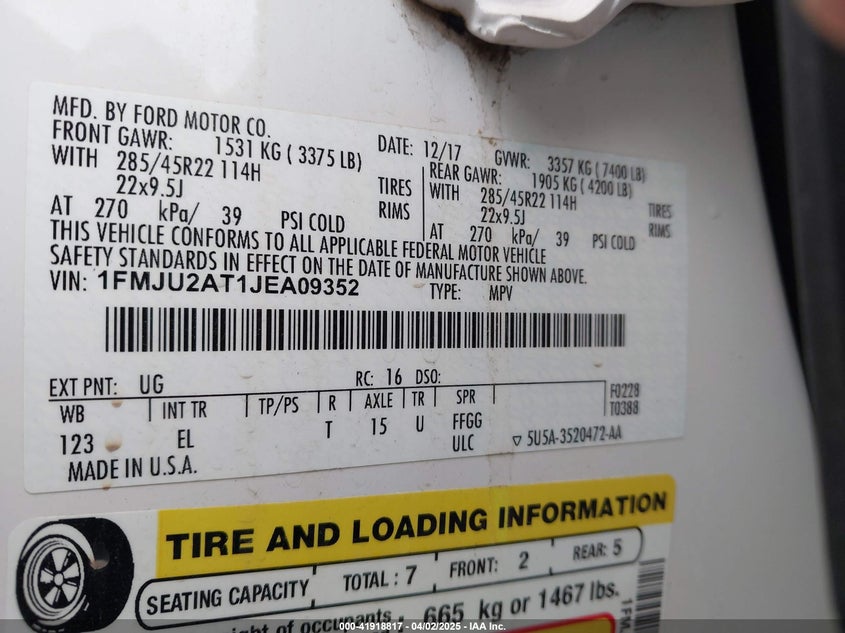 MFD. BY FORD MOTOR CO.
DATE: 12/17 GVWR: 3357 KG ( 7400 LB)
FRONT GAWR: 1531 KG ( 3375 LB)
WITH 285/45R22 114H TIRES
22x9.5J RIMS
AT 270 kPa/ 39 PSI COLD
REAR GAWR: 1905 KG ( 4200 LB)
WITH 285/45R22 114H TIRES
22x9.5J RIMS
AT 270 kPa/ 39 PSI COLD
THIS VEHICLE CONFORMS TO ALL APPLICABLE FEDERAL MOTOR VEHICLE
SAFETY STANDARDS IN EFFECT ON THE DATE OF MANUFACTURE SHOWN ABOVE.
VIN: 1FMJU2AT1JEA09352 TYPE: MPV
EXT PNT: UG RC: 16 DSO:
WB INT TR TP/PS R AXLE TR SPR
123 EL T 15 U FFGG
ULC
F0228
T0388
5U5A-3520472-AA
MADE IN U.S.A.
TIRE AND LOADING INFORMATION
SEATING CAPACITY TOTAL : 7 FRONT: 2 REAR: 5
of occupants : 665 kg or 1467 lbs.
1FM
000-41918817 - 04/02/2025 - IAA Inc.